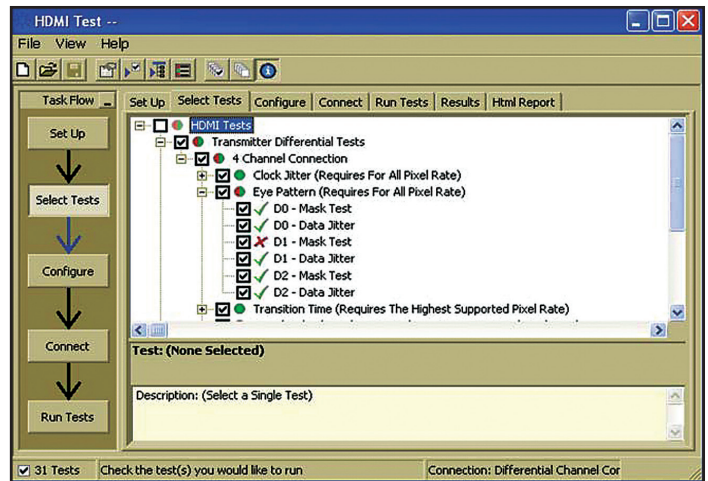 HDMI Test --
File View Help
Task Flow
Set Up Select Tests Configure Connect Run Tests Results Html Report
Set Up
Select Tests
Configure
Connect
Run Tests
HDMI Tests
Transmitter Differential Tests
4 Channel Connection
Clock Jitter (Requires For All Pixel Rate)
Eye Pattern (Requires For All Pixel Rate)
D0 - Mask Test
D0 - Data Jitter
D1 - Mask Test
D1 - Data Jitter
D2 - Mask Test
D2 - Data Jitter
Transition Time (Requires The Highest Supported Pixel Rate)
Test: (None Selected)
Description: (Select a Single Test)
31 Tests Check the test(s) you would like to run Connection: Differential Channel Cor